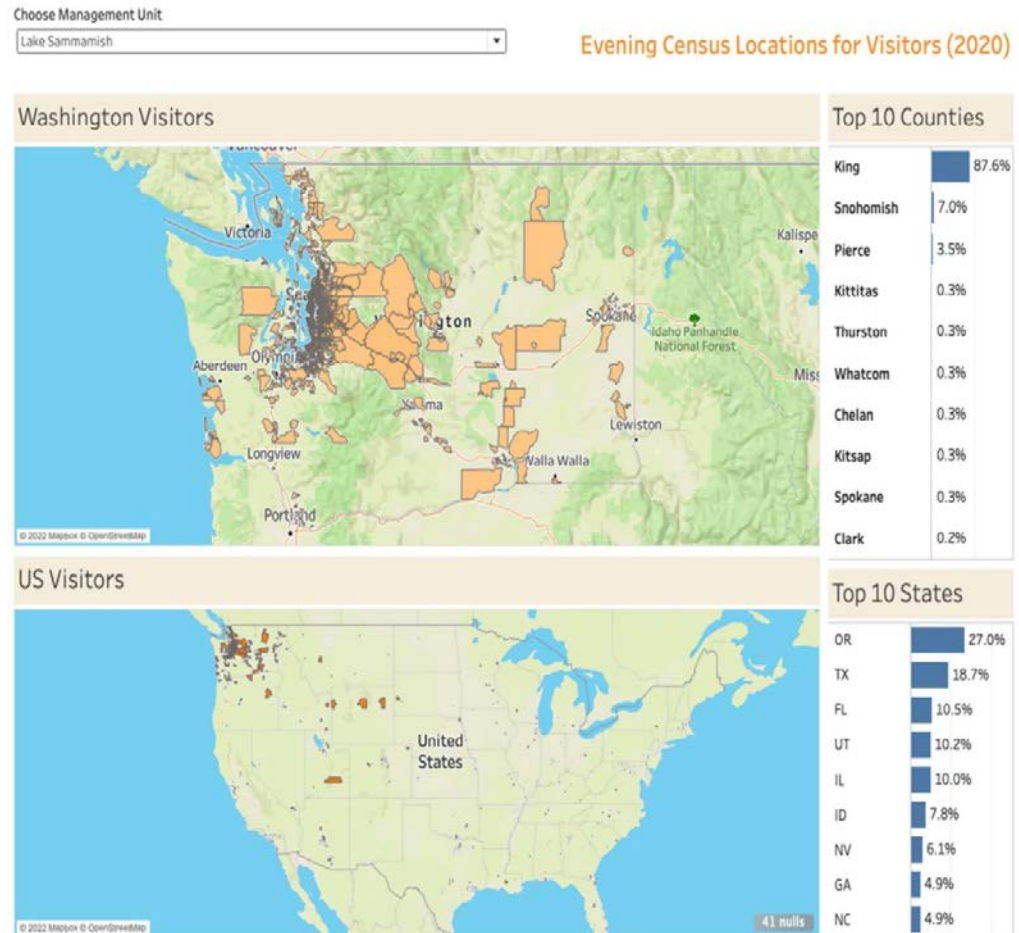 Choose Management Unit
Lake Sammamish
Evening Census Locations for Visitors (2020)
Washington Visitors
Top 10 Counties
Vancouver
Victoria
Kalispe
Sea
ington
Spokane
Idaho Panhandle
National Forest
Olympi
Aberdeen
Miss
Lewiston
Longview
Walla Walla
Portland
© 2022 Mapbox © OpenStreetMap
King 87.6%
Snohomish 7.0%
Pierce 3.5%
Kittitas 0.3%
Thurston 0.3%
Whatcom 0.3%
Chelan 0.3%
Kitsap 0.3%
Spokane 0.3%
Clark 0.2%
US Visitors
Top 10 States
United
States
41 nulls
© 2022 Mapbox © OpenStreetMap
OR 27.0%
TX 18.7%
FL 10.5%
UT 10.2%
IL 10.0%
ID 7.8%
NV 6.1%
GA 4.9%
NC 4.9%